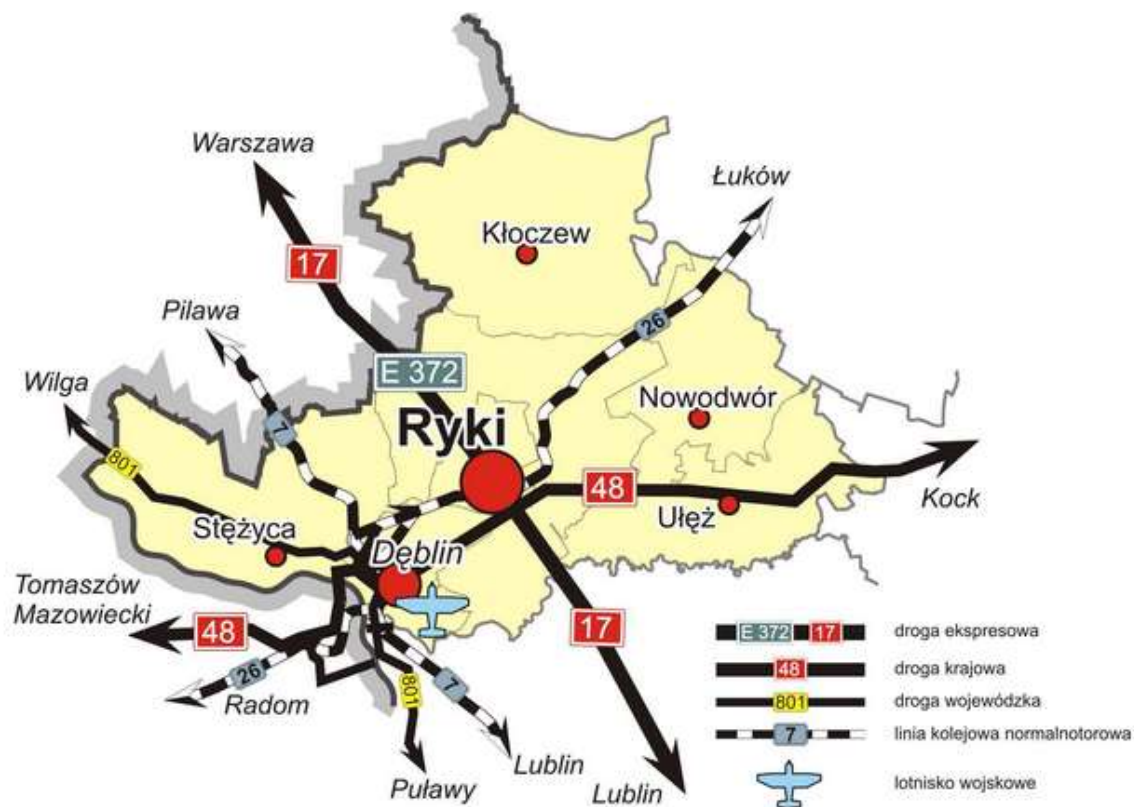 Warszawa
Łuków
Kłoczew
17
Pilawa
26
E 372
Wilga
Nowodwór
Ryki
7
801
48
Kock
Ułęż
Stężyca
Dęblin
Tomaszów
Mazowiecki
48
17
26
Radom
801
7
Puławy
Lublin
Lublin
E 372 17 droga ekspresowa
48 droga krajowa
801 droga wojewódzka
7 linia kolejowa normalnotorowa
lotnisko wojskowe